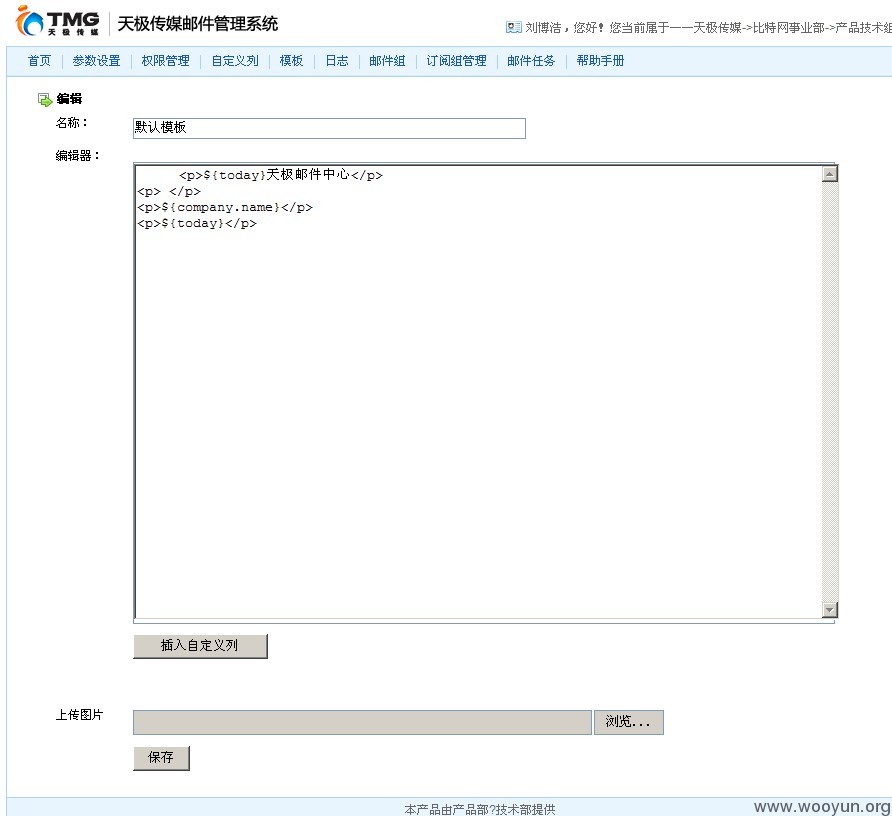 TMG
天极传媒
天极传媒邮件管理系统
刘博浩，您好！您当前属于——天极传媒->比特网事业部->产品技术组
首页 参数设置 权限管理 自定义列 模板 日志 邮件组 订阅组管理 邮件任务 帮助手册
编辑
名称：
默认模板
编辑器：
<p>${today}天极邮件中心</p>
<p> </p>
<p>${company.name}</p>
<p>${today}</p>
插入自定义列
上传图片
浏览...
保存
本产品由产品部?技术部提供
www.wooyun.org